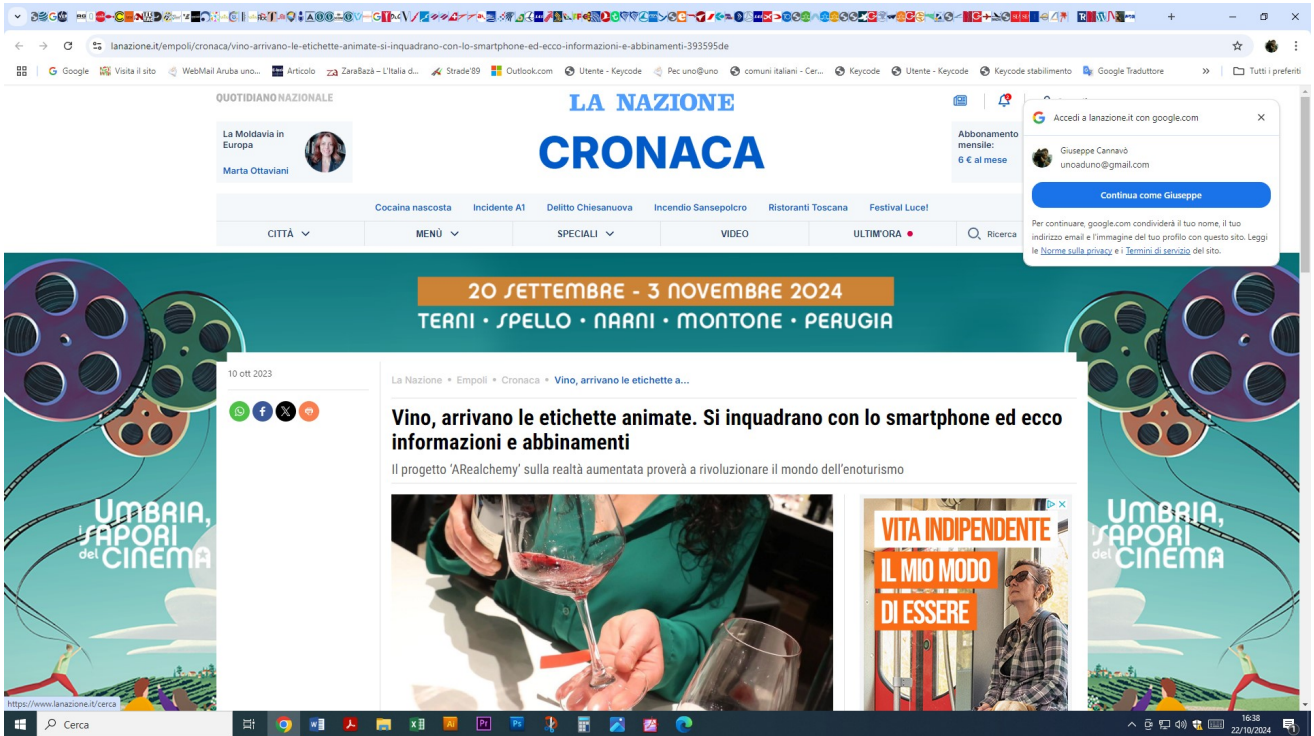 lanazione.it/empoli/cronaca/vino-arrivano-le-etichette-animate-si-inquadrano-con-lo-smartphone-ed-ecco-informazioni-e-abbinamenti-393595de
Google
Visita il sito
WebMail Aruba uno...
Articolo
ZaraBazà – L'Italia d...
Strade'89
Outlook.com
Utente - Keycode
Pec uno@uno
comuni italiani - Cer...
Keycode
Utente - Keycode
Keycode stabilimento
Google Traduttore
Tutti i preferiti
QUOTIDIANO NAZIONALE
LA NAZIONE
La Moldavia in
Europa
Marta Ottaviani
CRONACA
Abbonamento
mensile:
6 € al mese
Accedi a lanazione.it con google.com
Giuseppe Cannavò
unoaduno@gmail.com
Continua come Giuseppe
Per continuare, google.com condividerà il tuo nome, il tuo
indirizzo email e l'immagine del tuo profilo con questo sito. Leggi
le Norme sulla privacy e i Termini di servizio del sito.
Cocaina nascosta
Incidente A1
Delitto Chiesanuova
Incendio Sansepolcro
Ristoranti Toscana
Festival Luce!
CITTÀ
MENÙ
SPECIALI
VIDEO
ULTIM'ORA
Ricerca
20 SETTEMBRE - 3 NOVEMBRE 2024
TERNI • SPELLO • NARNI • MONTONE • PERUGIA
10 ott 2023
La Nazione • Empoli • Cronaca • Vino, arrivano le etichette a...
Vino, arrivano le etichette animate. Si inquadrano con lo smartphone ed ecco
informazioni e abbinamenti
Il progetto 'ARealchemy' sulla realtà aumentata proverà a rivoluzionare il mondo dell'enoturismo
UMBRIA,
i SAPORI
del CINEMA
VITA INDIPENDENTE
IL MIO MODO
DI ESSERE
UMBRIA,
i SAPORI
del CINEMA
https://www.lanazione.it/cerca
Cerca
16:38
22/10/2024